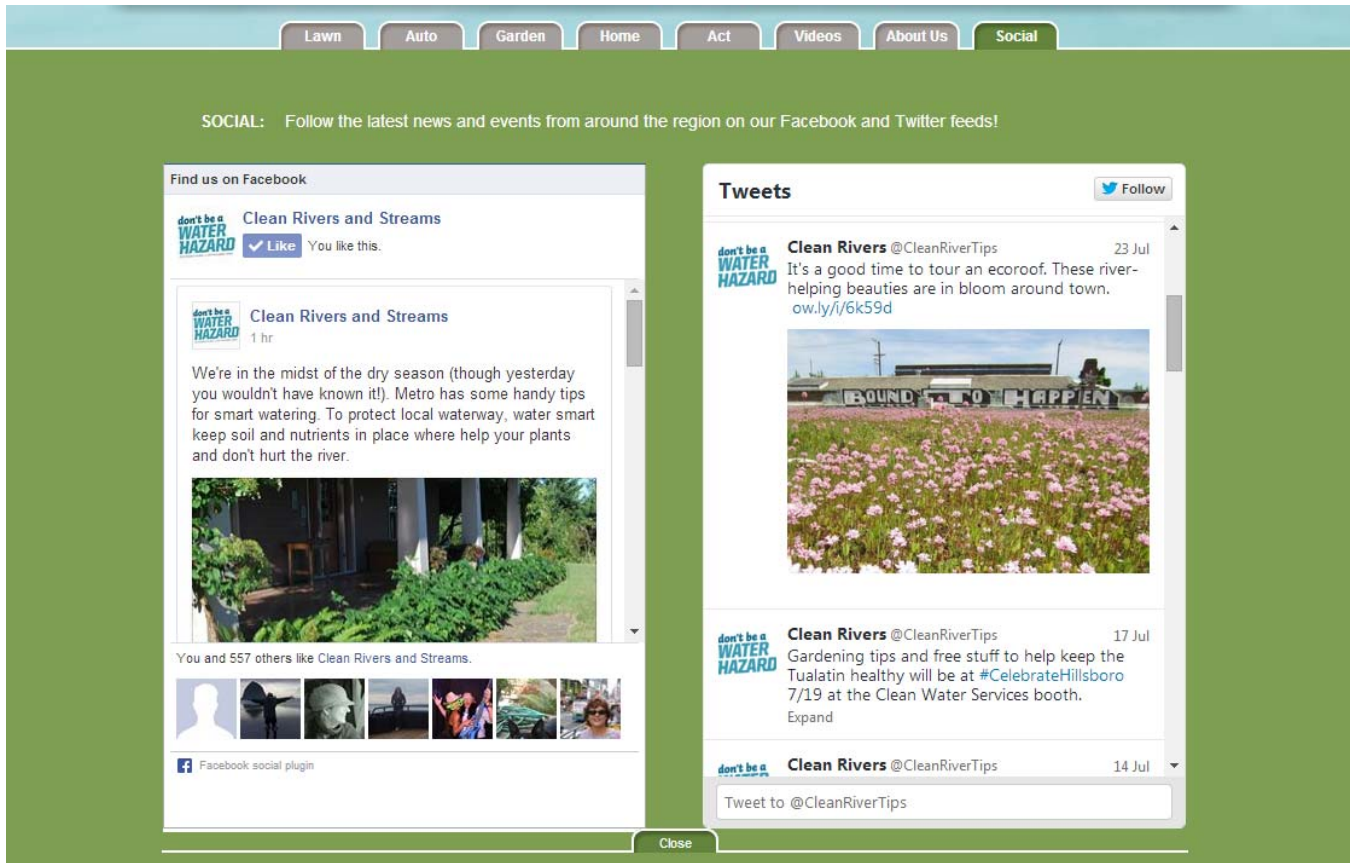 Lawn Auto Garden Home Act Videos About Us Social
SOCIAL: Follow the latest news and events from around the region on our Facebook and Twitter feeds!
Find us on Facebook
don't be a
WATER
HAZARD
Clean Rivers and Streams
Like You like this.
don't be a
WATER
HAZARD
Clean Rivers and Streams
1 hr
We're in the midst of the dry season (though yesterday
you wouldn't have known it!). Metro has some handy tips
for smart watering. To protect local waterway, water smart
keep soil and nutrients in place where help your plants
and don't hurt the river.
You and 557 others like Clean Rivers and Streams.
Facebook social plugin
Tweets
Follow
don't be a
WATER
HAZARD
Clean Rivers @CleanRiverTips 23 Jul
It's a good time to tour an ecoroof. These river-
helping beauties are in bloom around town.
ow.ly/i/6k59d
BOUND TO HAPPEN
don't be a
WATER
HAZARD
Clean Rivers @CleanRiverTips 17 Jul
Gardening tips and free stuff to help keep the
Tualatin healthy will be at #CelebrateHillsboro
7/19 at the Clean Water Services booth.
Expand
don't be a
Clean Rivers @CleanRiverTips 14 Jul
Tweet to @CleanRiverTips
Close